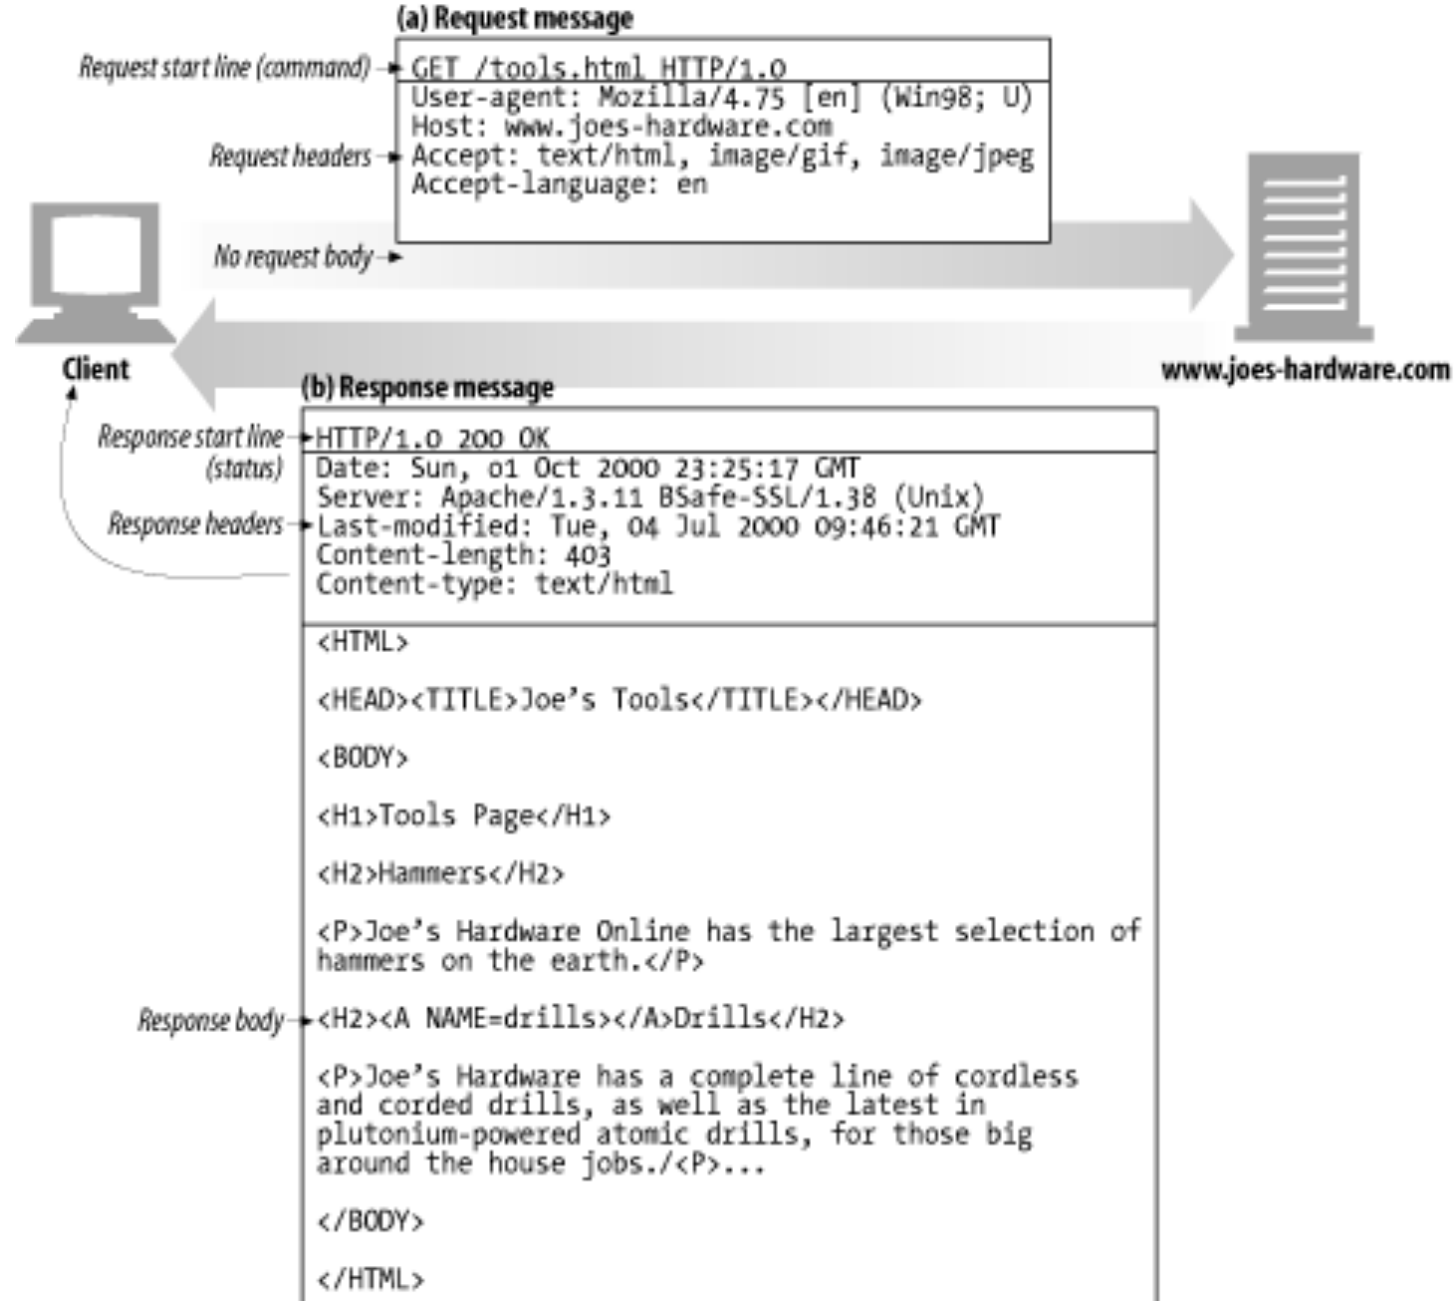 (a) Request message
Request start line (command)
GET /tools.html HTTP/1.0
User-agent: Mozilla/4.75 [en] (Win98; U)
Host: www.joes-hardware.com
Request headers
Accept: text/html, image/gif, image/jpeg
Accept-language: en
No request body
Client
www.joes-hardware.com
(b) Response message
Response start line
(status)
HTTP/1.0 200 OK
Date: Sun, 01 Oct 2000 23:25:17 GMT
Server: Apache/1.3.11 BSafe-SSL/1.38 (Unix)
Response headers
Last-modified: Tue, 04 Jul 2000 09:46:21 GMT
Content-length: 403
Content-type: text/html
<HTML>
<HEAD><TITLE>Joe's Tools</TITLE></HEAD>
<BODY>
<H1>Tools Page</H1>
<H2>Hammers</H2>
<P>Joe's Hardware Online has the largest selection of
hammers on the earth.</P>
Response body
<H2><A NAME=drills></A>Drills</H2>
<P>Joe's Hardware has a complete line of cordless
and corded drills, as well as the latest in
plutonium-powered atomic drills, for those big
around the house jobs./<P>...
</BODY>
</HTML>